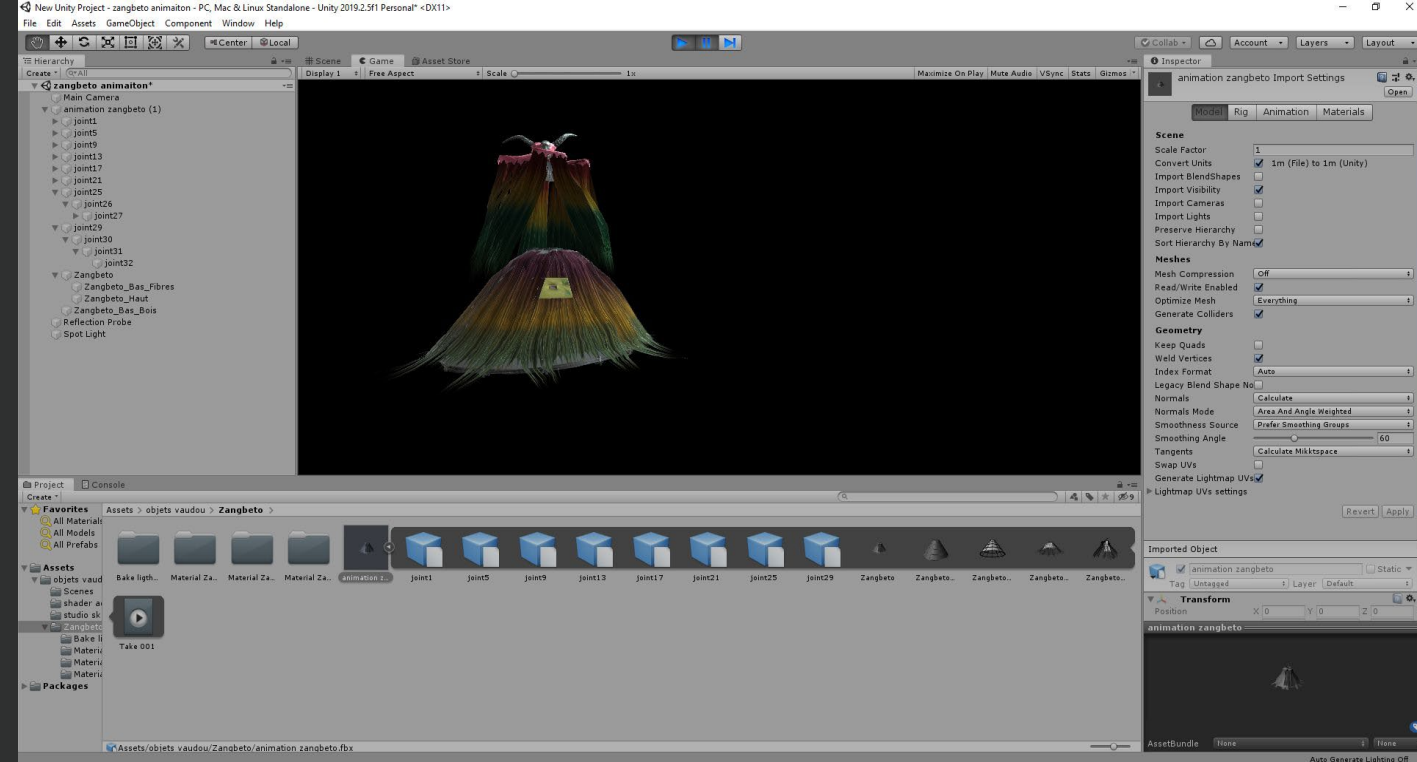 New Unity Project - zangbeto animaiton - PC, Mac & Linux Standalone - Unity 2019.2.5f1 Personal* <DX11>
File Edit Assets GameObject Component Window Help
Center Local
Collab Account Layers Layout
Hierarchy
Create All
zangbeto animaiton*
Main Camera
animation zangbeto (1)
joint1
joint5
joint9
joint13
joint17
joint21
joint25
joint26
joint27
joint29
joint30
joint31
joint32
Zangbeto
Zangbeto_Bas_Fibres
Zangbeto_Haut
Zangbeto_Bas_Bois
Reflection Probe
Spot Light
Scene Game Asset Store
Display 1 Free Aspect Scale 1x Maximize On Play Mute Audio VSync Stats Gizmos
Inspector
animation zangbeto Import Settings
Open
Model Rig Animation Materials
Scene
Scale Factor 1
Convert Units 1m (File) to 1m (Unity)
Import BlendShapes
Import Visibility
Import Cameras
Import Lights
Preserve Hierarchy
Sort Hierarchy By Name
Meshes
Mesh Compression Off
Read/Write Enabled
Optimize Mesh Everything
Generate Colliders
Geometry
Keep Quads
Weld Vertices
Index Format Auto
Legacy Blend Shape No
Normals Calculate
Normals Mode Area And Angle Weighted
Smoothness Source Prefer Smoothing Groups
Smoothing Angle 60
Tangents Calculate Mikktspace
Swap UVs
Generate Lightmap UVs
Lightmap UVs settings
Revert Apply
Imported Object
animation zangbeto Static
Tag Untagged Layer Default
Transform
Position X 0 Y 0 Z 0
animation zangbeto
AssetBundle None None
Auto Generate Lighting Off
Project Console
Create 9
Favorites
All Materials
All Models
All Prefabs
Assets
objets vaud
Scenes
shader a
studio sk
Zangbeto
Bake li
Materia
Materia
Materia
Packages
Assets > objets vaudou > Zangbeto >
Bake ligth... Material Za... Material Za... Material Za... animation z... joint1 joint5 joint9 joint13 joint17 joint21 joint25 joint29 Zangbeto Zangbeto... Zangbeto... Zangbeto... Zangbeto...
Take 001
Assets/objets vaudou/Zangbeto/animation zangbeto.fbx